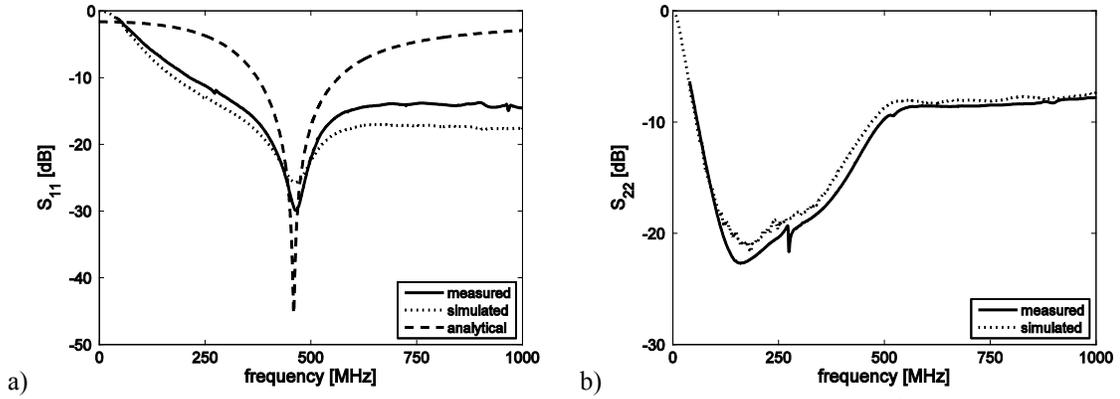 0
-10
-20
-30
-40
-50
S11 [dB]
0 250 500 750 1000
frequency [MHz]
measured
simulated
analytical
a)
0
-10
-20
-30
S22 [dB]
0 250 500 750 1000
frequency [MHz]
measured
simulated
b)